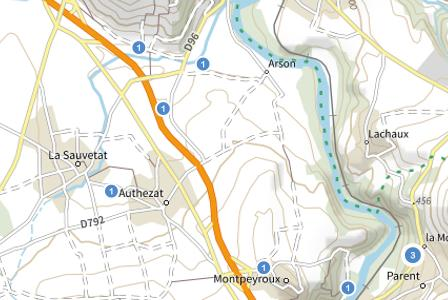 D96
1
1
Arson
1
Lachaux
La Sauvetat
1
Authezat
.456
D792
la Mo
3
1
Montpeyroux
Parent
1